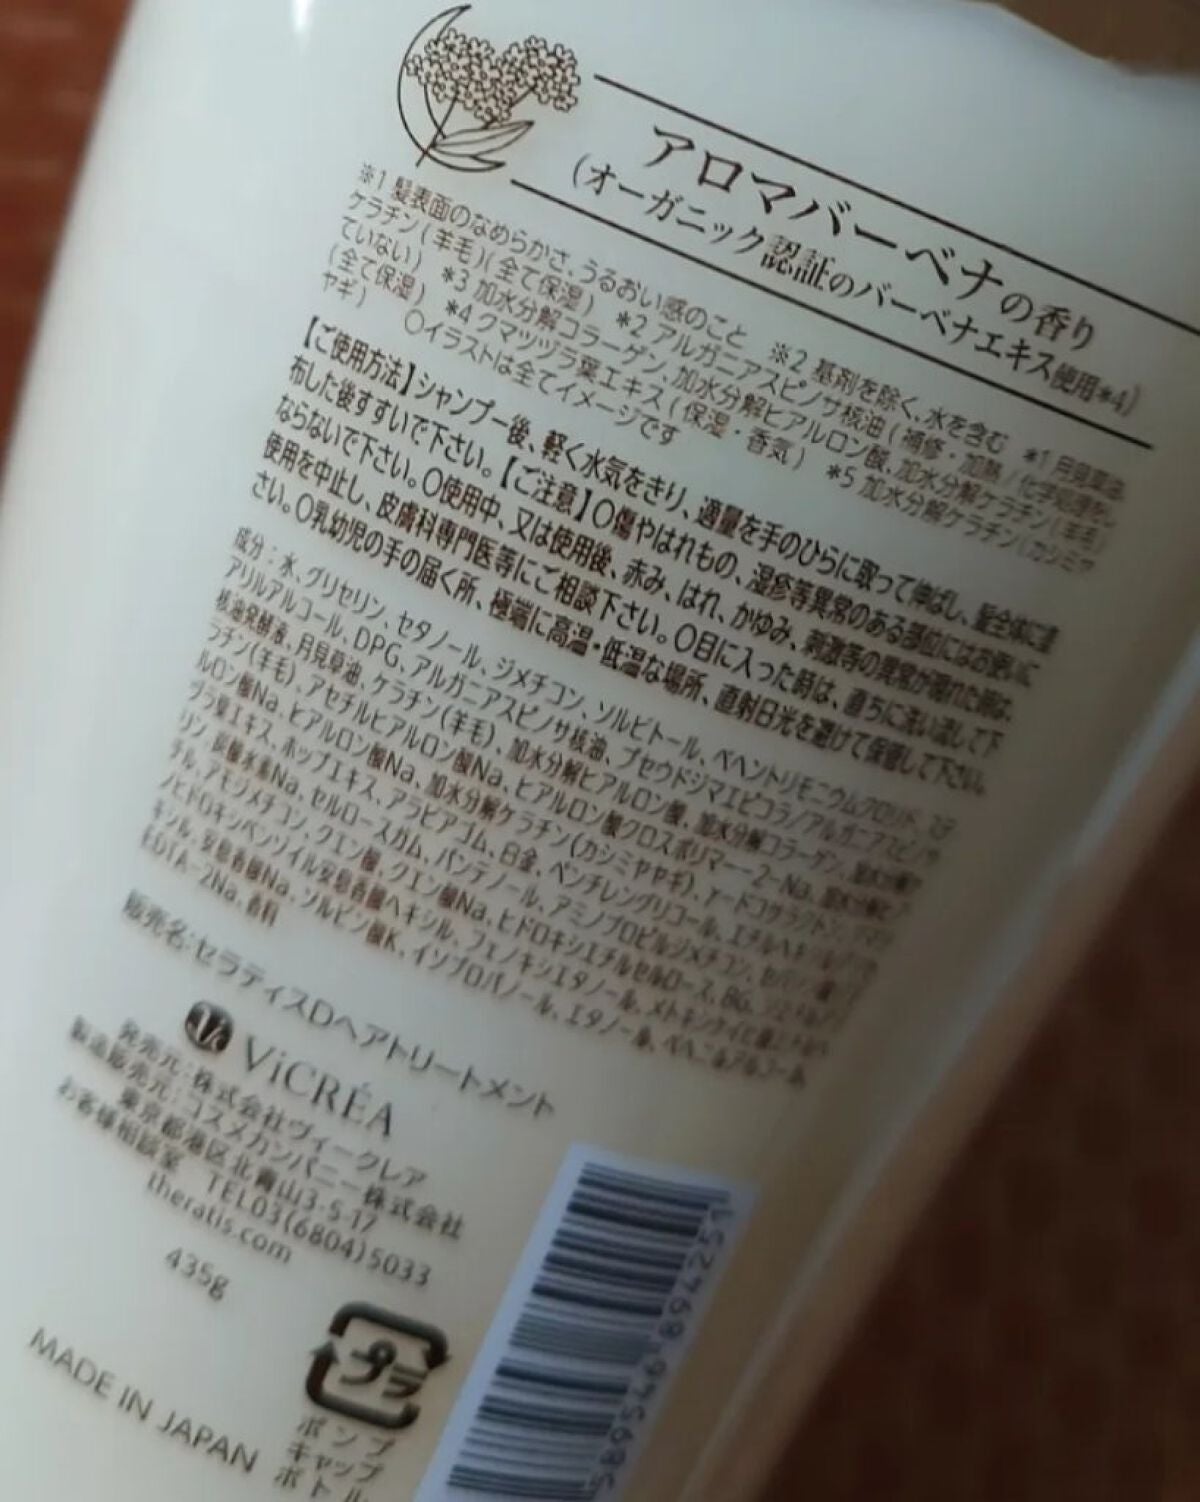 アロマバーベナの香り
(オーガニック認証のバーベナエキス使用*4)
※1 髪表面のなめらかさ、うるおい感のこと ※2 基剤を除く、水を含む *1 月見草油、
ケラチン(羊毛)(全て保湿) *2 アルガニアスピノサ核油(補修・加熱/化学処理をし
ていない) *3 加水分解コラーゲン、加水分解ヒアルロン酸、加水分解ケラチン(羊毛)
(全て保湿) *4 クマツヅラ葉エキス(保湿・香気) *5 加水分解ケラチン(カシミヤ
ヤギ) 〇イラストは全てイメージです
【ご使用方法】シャンプー後、軽く水気をきり、適量を手のひらに取って伸ばし、髪全体に塗
布した後すすいで下さい。【ご注意】〇傷やはれもの、湿疹等異常のある部位にはお使いに
ならないで下さい。〇使用中、又は使用後、赤み、はれ、かゆみ、刺激等の異常が現れた時は、
使用を中止し、皮膚科専門医等にご相談下さい。〇目に入った時は、直ちに洗い流して下
さい。〇乳幼児の手の届く所、極端に高温・低温な場所、直射日光を避けて保管して下さい。
成分：水、グリセリン、セタノール、ジメチコン、ソルビトール、ベヘントリモニウムクロリド、ステ
アリルアルコール、DPG、アルガニアスピノサ核油、プセウドジマエピコラ/アルガニアスピノサ
核油発酵液、月見草油、ケラチン(羊毛)、加水分解ヒアルロン酸、加水分解コラーゲン、加水分解ケ
ラチン(羊毛)、アセチルヒアルロン酸Na、ヒアルロン酸クロスポリマー-2-Na、加水分解ヒア
ルロン酸Na、ヒアルロン酸Na、加水分解ケラチン(カシミヤヤギ)、γ-ドコサラクトン、クマツ
ヅラ葉エキス、ホップエキス、アラビアゴム、白金、ペンチレングリコール、エチルヘキシルグリセ
リン、炭酸水素Na、セルロースガム、パンテノール、アミノプロピルジメチコン、セバシン酸
チル、アモジメチコン、クエン酸、クエン酸Na、ヒドロキシエチルセルロース、BG、
ノヒドロキシベンゾイル安息香酸ヘキシル、フェノキシエタノール、メトキシケイヒ酸エチルヘ
キシル、安息香酸Na、ソルビン酸K、イソプロパノール、エタノール、ベヘニルアルコール、
EDTA-2Na、香料
販売名：セラティスDヘアトリートメント
ViCRÉA
発売元：株式会社ヴィークレア
製造販売元：コスメカンパニー株式会社
東京都港区北青山3-5-17
お客様相談室 TEL03(6804)5033
theratis.com
435g
MADE IN JAPAN
プラ
ポンプ
キャップ
ボトル